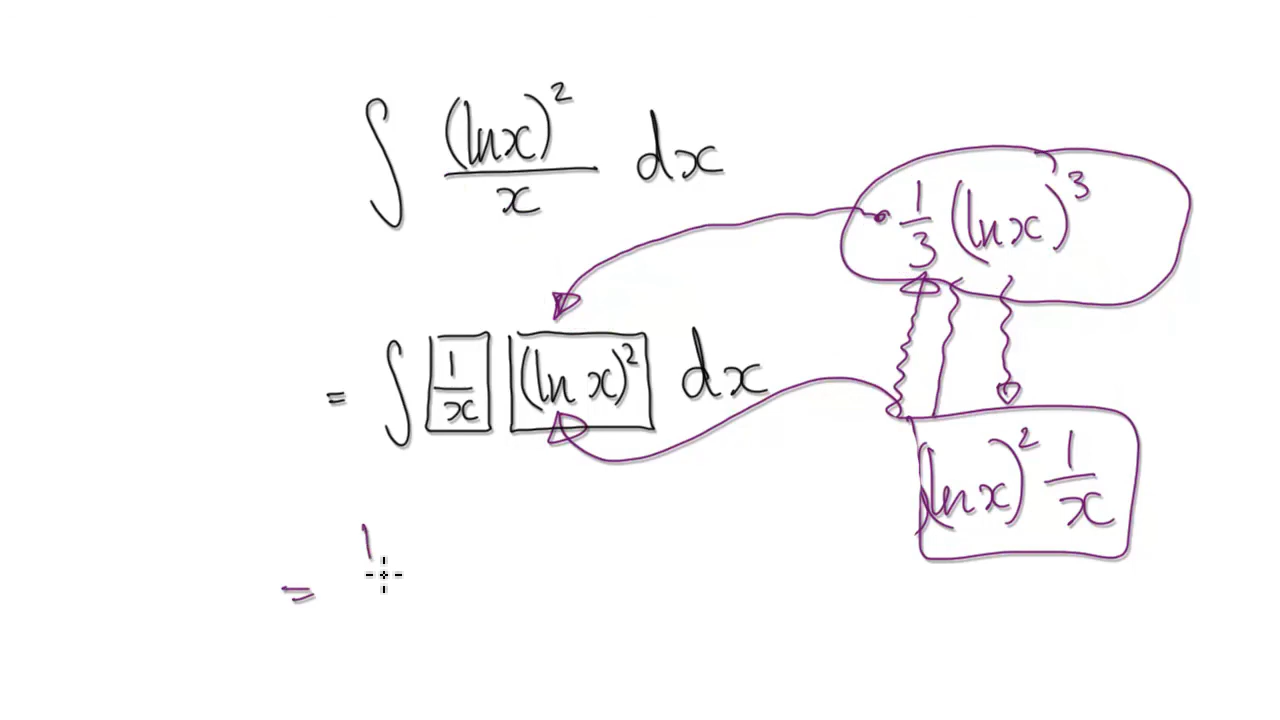 ∫ (ln x)² / x dx
1/3 (ln x)³
= ∫ 1/x (ln x)² dx
(ln x)² 1/x
= 1